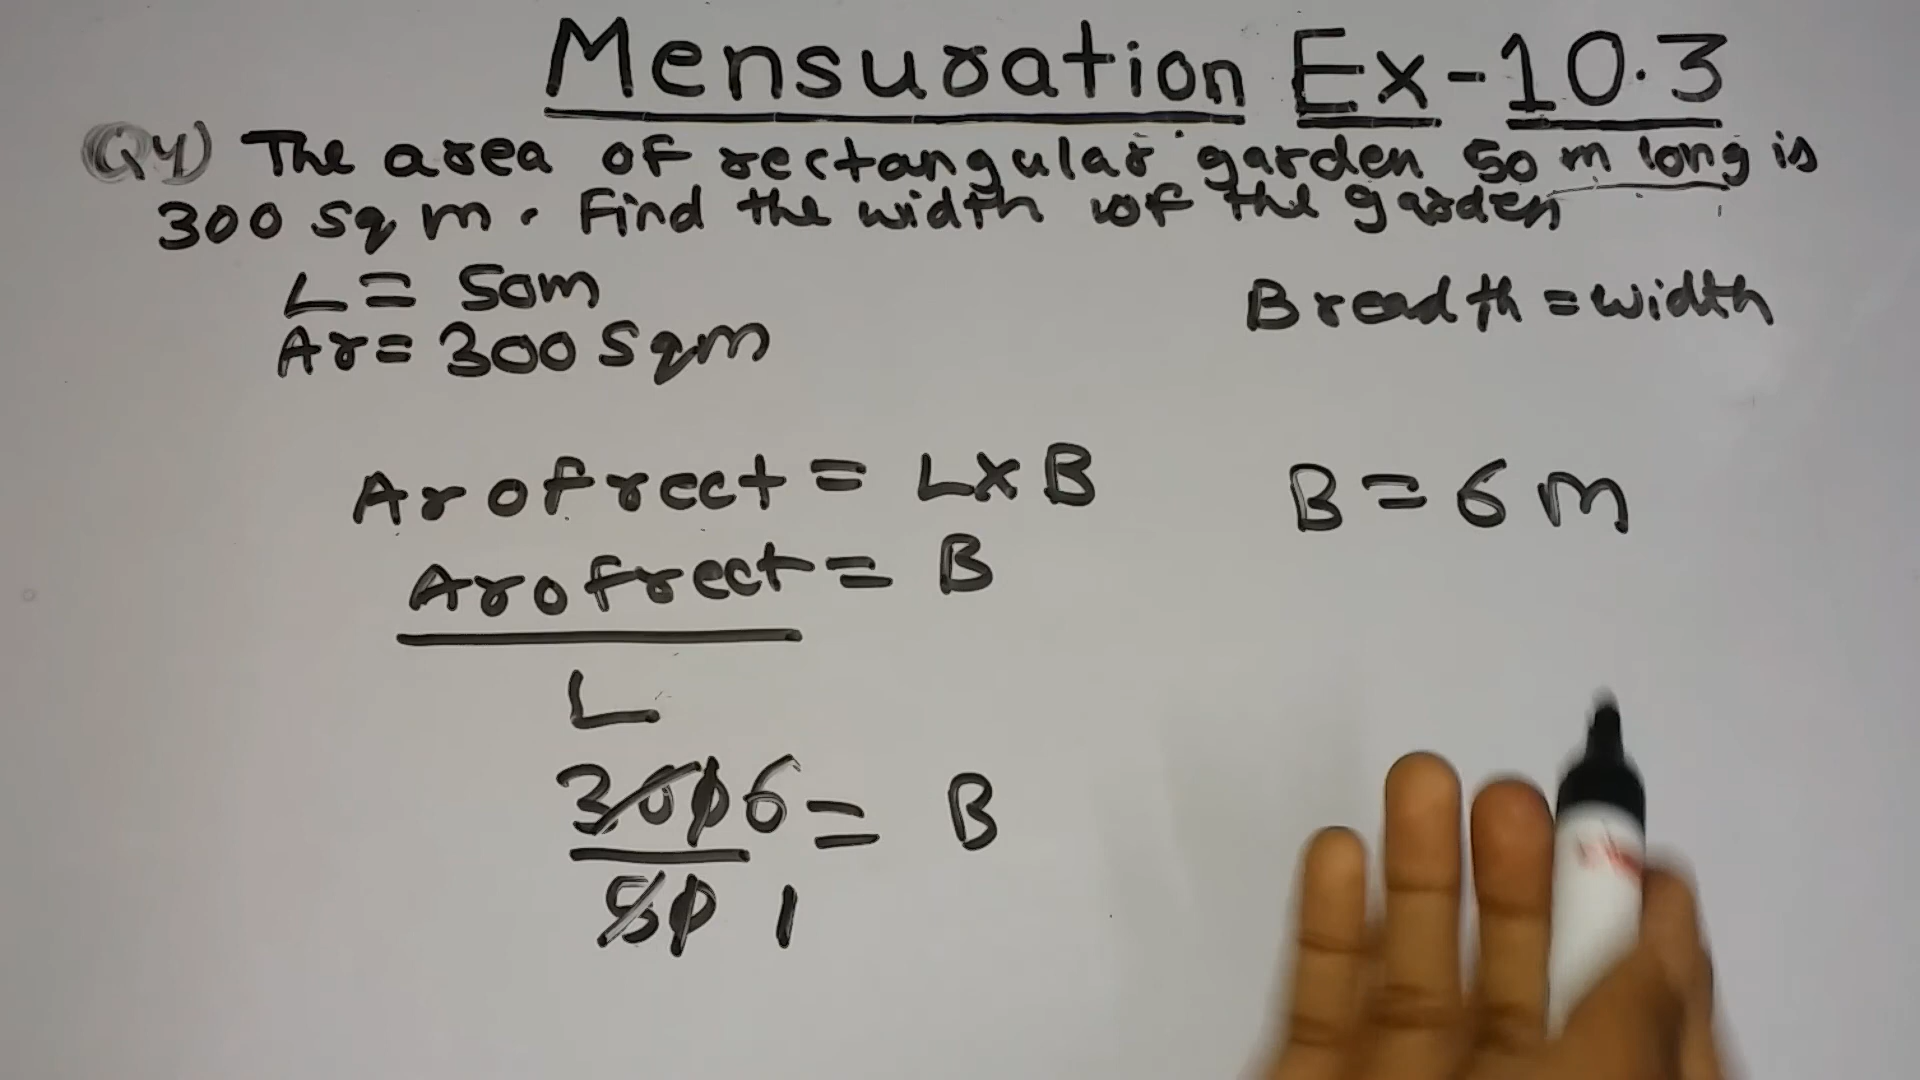 Mensuration Ex-10.3
Q4) The area of rectangular garden 50 m long is
300 sq m. Find the width of the garden
L = 50m
Breadth = width
Ar = 300 sqm
Ar of rect = L×B
B = 6 m
Ar of rect = B
L
300 6 = B
50 1